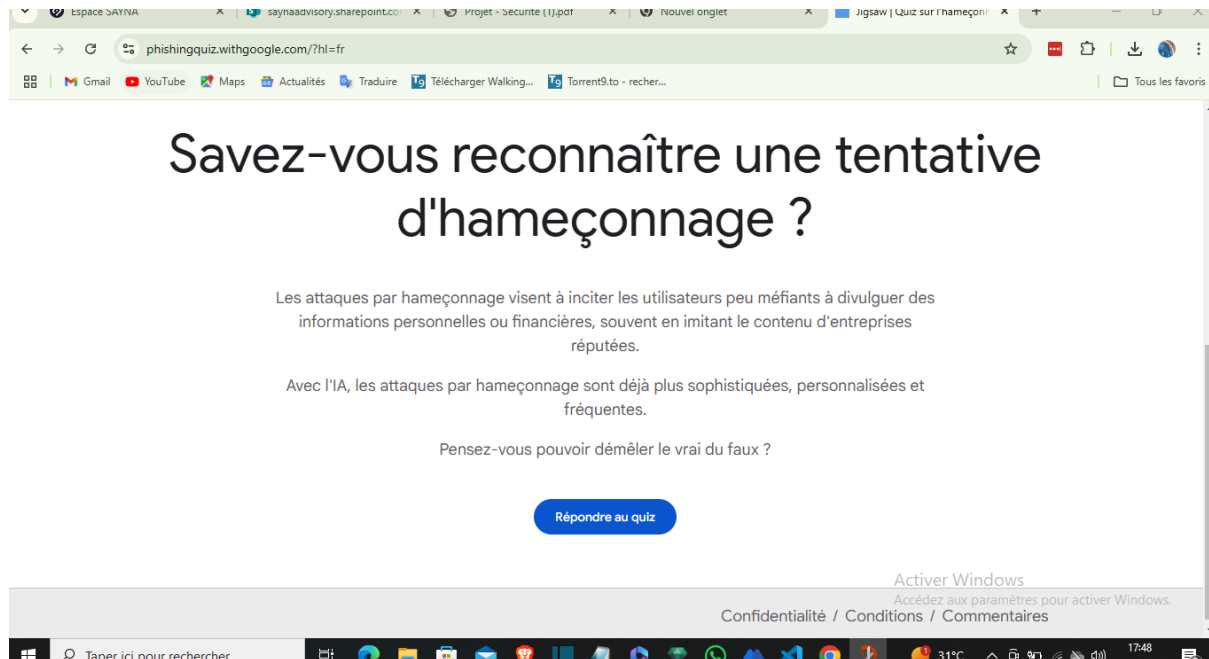 Espace SAYNA
saynaadvisory.sharepoint.co
Projet - Sécurité (1).pdf
Nouvel onglet
Jigsaw | Quiz sur l'hameçonn
phishingquiz.withgoogle.com/?hl=fr
Gmail
YouTube
Maps
Actualités
Traduire
Télécharger Walking...
Torrent9.to - recher...
Tous les favoris
Savez-vous reconnaître une tentative
d'hameçonnage ?
Les attaques par hameçonnage visent à inciter les utilisateurs peu méfiants à divulguer des
informations personnelles ou financières, souvent en imitant le contenu d'entreprises
réputées.
Avec l'IA, les attaques par hameçonnage sont déjà plus sophistiquées, personnalisées et
fréquentes.
Pensez-vous pouvoir démêler le vrai du faux ?
Répondre au quiz
Activer Windows
Accédez aux paramètres pour activer Windows.
Confidentialité / Conditions / Commentaires
Taper ici pour rechercher
31°C
17:48